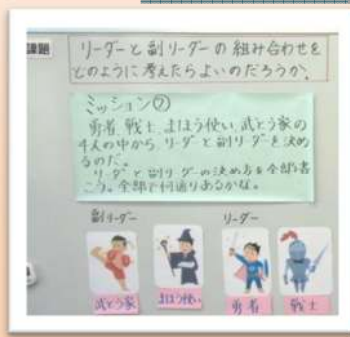 課題
リーダーと副リーダーの組み合わせを
どのように考えたらよいのだろうか。
ミッション②
勇者、戦士、まほう使い、武とう家の
4人の中から、リーダーと副リーダーを決め
るのだ。
リーダーと副リーダーの決め方を全部書
こう。全部で何通りあるかな。
副リーダー
リーダー
武とう家
まほう使い
勇者
戦士